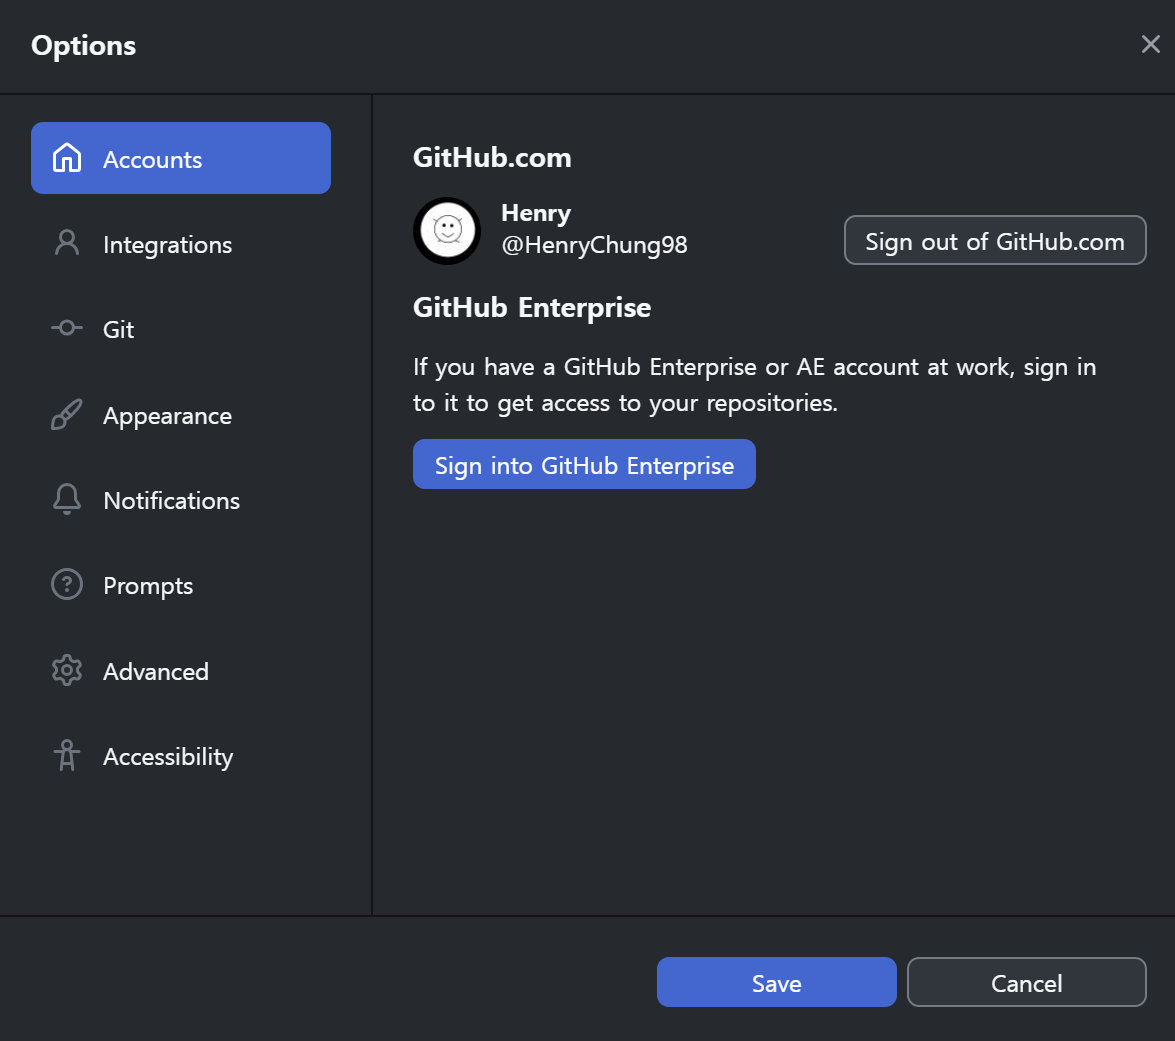 Options
Accounts
Integrations
Git
Appearance
Notifications
Prompts
Advanced
Accessibility
GitHub.com
Henry
@HenryChung98
Sign out of GitHub.com
GitHub Enterprise
If you have a GitHub Enterprise or AE account at work, sign in
to it to get access to your repositories.
Sign into GitHub Enterprise
Save
Cancel